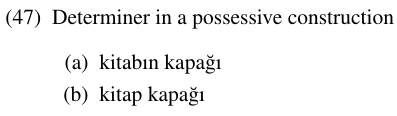 (47) Determiner in a possessive construction
(a) kitabın kapağı
(b) kitap kapağı